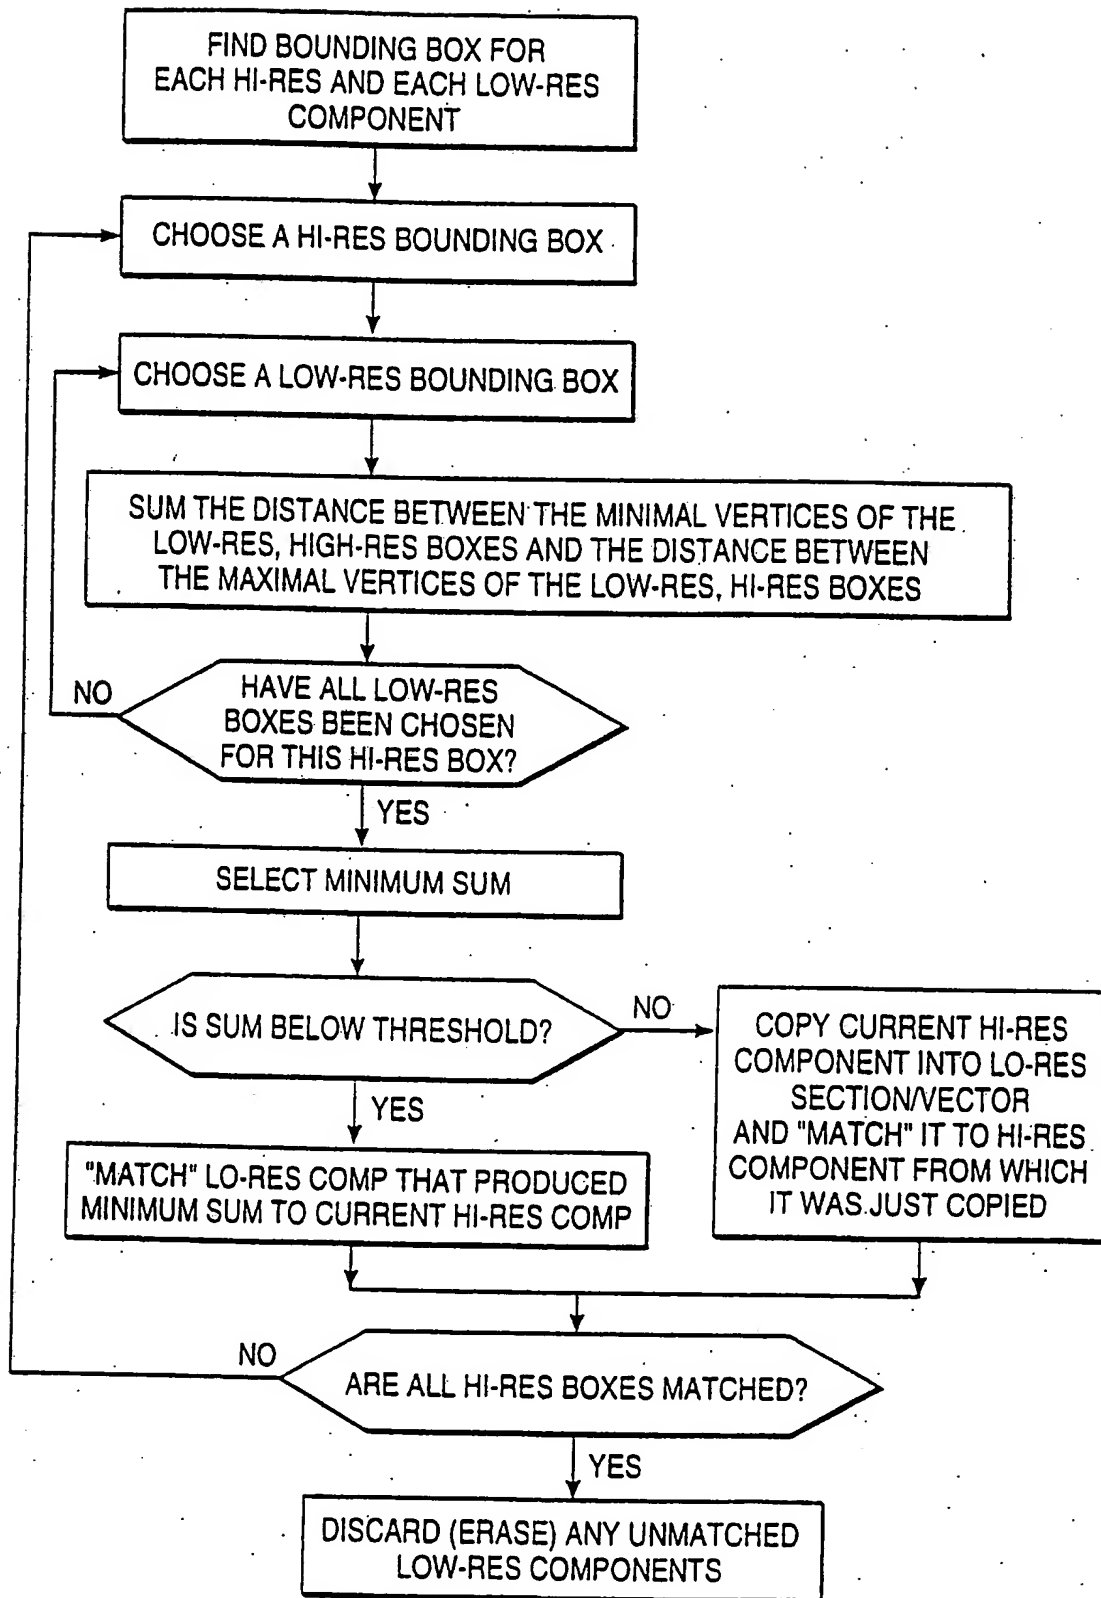 FIND BOUNDING BOX FOR
EACH HI-RES AND EACH LOW-RES
COMPONENT
CHOOSE A HI-RES BOUNDING BOX
CHOOSE A LOW-RES BOUNDING BOX
SUM THE DISTANCE BETWEEN THE MINIMAL VERTICES OF THE
LOW-RES, HIGH-RES BOXES AND THE DISTANCE BETWEEN
THE MAXIMAL VERTICES OF THE LOW-RES, HI-RES BOXES
NO
HAVE ALL LOW-RES
BOXES BEEN CHOSEN
FOR THIS HI-RES BOX?
YES
SELECT MINIMUM SUM
IS SUM BELOW THRESHOLD?
NO
YES
COPY CURRENT HI-RES
COMPONENT INTO LO-RES
SECTION/VECTOR
AND "MATCH" IT TO HI-RES
COMPONENT FROM WHICH
IT WAS JUST COPIED
"MATCH" LO-RES COMP THAT PRODUCED
MINIMUM SUM TO CURRENT HI-RES COMP
NO
ARE ALL HI-RES BOXES MATCHED?
YES
DISCARD (ERASE) ANY UNMATCHED
LOW-RES COMPONENTS